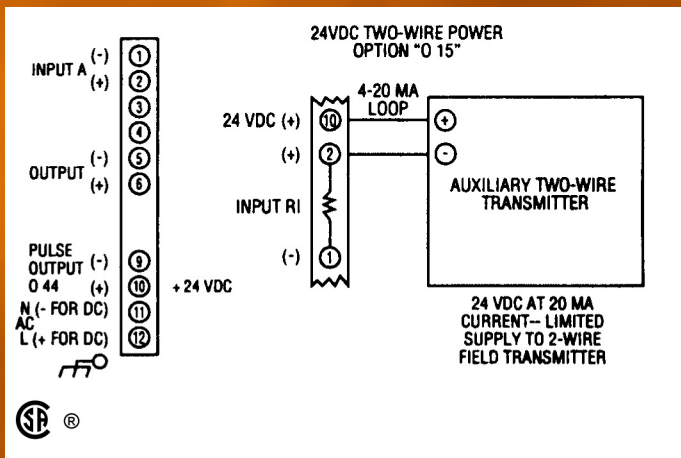 24VDC TWO-WIRE POWER
OPTION "O 15"
INPUT A
(-)
(+)
1
2
3
4
5
6
OUTPUT
(-)
(+)
PULSE
OUTPUT (-)
O 44 (+)
9
10
+ 24 VDC
N (- FOR DC)
AC
L (+ FOR DC)
11
12
4-20 MA
LOOP
24 VDC (+)
10
+
(+)
2
-
INPUT RI
(-)
1
AUXILIARY TWO-WIRE
TRANSMITTER
24 VDC AT 20 MA
CURRENT-- LIMITED
SUPPLY TO 2-WIRE
FIELD TRANSMITTER
SA ®